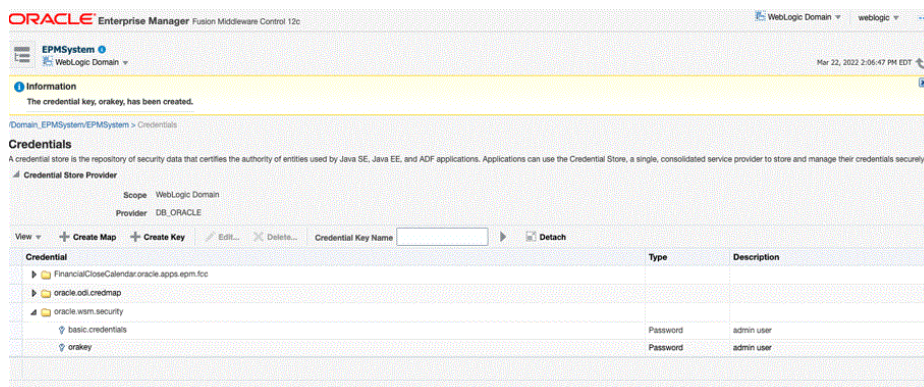 ORACLE Enterprise Manager Fusion Middleware Control 12c
WebLogic Domain
weblogic
EPMSystem
WebLogic Domain
Mar 22, 2022 2:06:47 PM EDT
Information
The credential key, orakey, has been created.
/Domain_EPMSystem/EPMSystem > Credentials
Credentials
A credential store is the repository of security data that certifies the authority of entities used by Java SE, Java EE, and ADF applications. Applications can use the Credential Store, a single, consolidated service provider to store and manage their credentials securely
Credential Store Provider
Scope WebLogic Domain
Provider DB_ORACLE
View Create Map Create Key Edit... Delete... Credential Key Name Detach
Credential Type Description
FinancialCloseCalendar.oracle.apps.epm.fcc
oracle.odi.credmap
oracle.wsm.security
basic.credentials Password admin user
orakey Password admin user